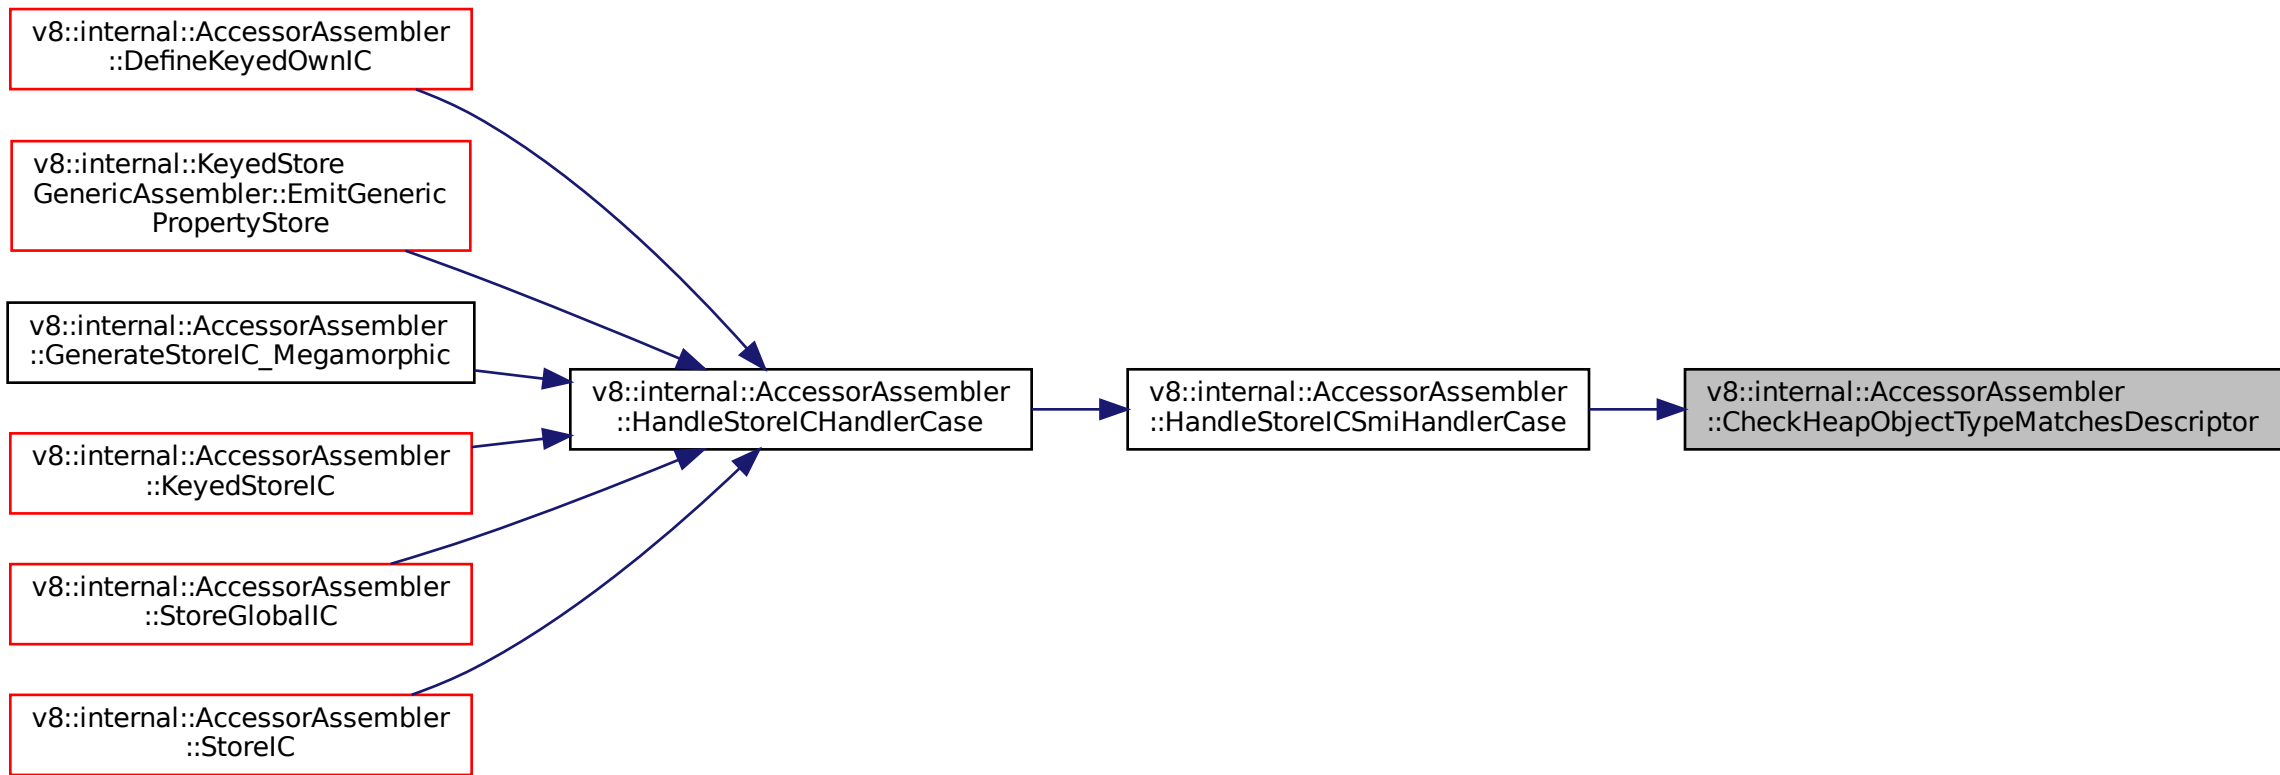 v8::internal::AccessorAssembler
::DefineKeyedOwnIC
v8::internal::KeyedStore
GenericAssembler::EmitGeneric
PropertyStore
v8::internal::AccessorAssembler
::GenerateStoreIC_Megamorphic
v8::internal::AccessorAssembler
::KeyedStoreIC
v8::internal::AccessorAssembler
::StoreGlobalIC
v8::internal::AccessorAssembler
::StoreIC
v8::internal::AccessorAssembler
::HandleStoreICHandlerCase
v8::internal::AccessorAssembler
::HandleStoreICSmiHandlerCase
v8::internal::AccessorAssembler
::CheckHeapObjectTypeMatchesDescriptor